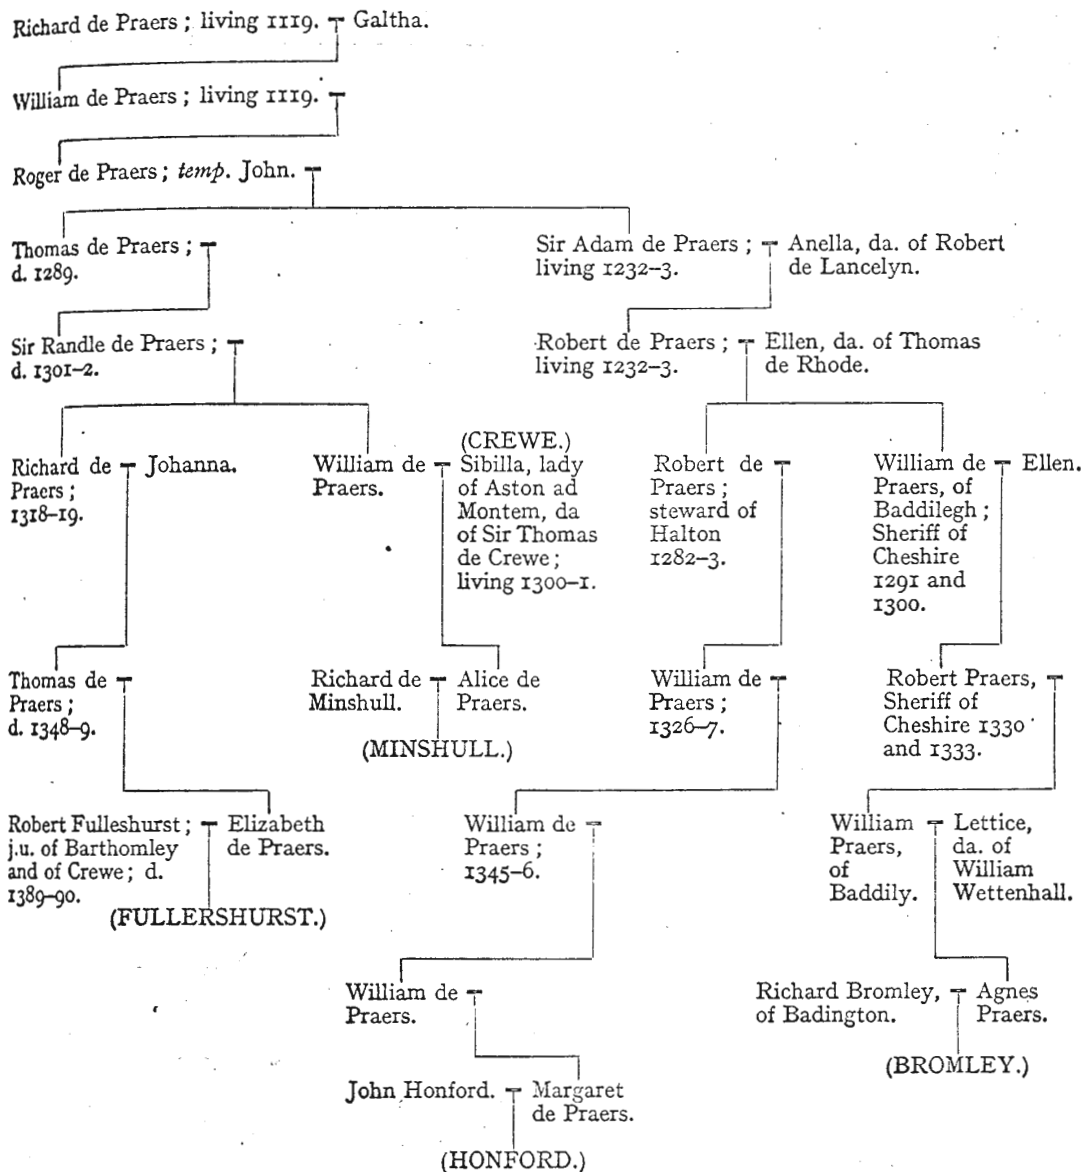 Richard de Praers ; living 1119. Galtha.
William de Praers ; living 1119.
Roger de Praers ; temp. John.
Thomas de Praers ;
d. 1289.
Sir Adam de Praers ;
living 1232–3.
Anella, da. of Robert
de Lancelyn.
Sir Randle de Praers ;
d. 1301–2.
Robert de Praers ;
living 1232–3.
Ellen, da. of Thomas
de Rhode.
Richard de
Praers ;
1318–19.
Johanna.
William de
Praers.
(CREWE.)
Sibilla, lady
of Aston ad
Montem, da
of Sir Thomas
de Crewe ;
living 1300–1.
Robert de
Praers ;
steward of
Halton
1282–3.
William de
Praers, of
Baddilegh ;
Sheriff of
Cheshire
1291 and
1300.
Ellen.
Thomas de
Praers ;
d. 1348–9.
Richard de
Minshull.
Alice de
Praers.
(MINSHULL.)
William de
Praers ;
1326–7.
Robert Praers,
Sheriff of
Cheshire 1330
and 1333.
Robert Fulleshurst ;
j.u. of Barthomley
and of Crewe ; d.
1389–90.
Elizabeth
de Praers.
(FULLERSHURST.)
William de
Praers ;
1345–6.
William
Praers,
of
Baddily.
Lettice,
da. of
William
Wettenhall.
William de
Praers.
Richard Bromley,
of Badington.
Agnes
Praers.
(BROMLEY.)
John Honford.
Margaret
de Praers.
(HONFORD.)